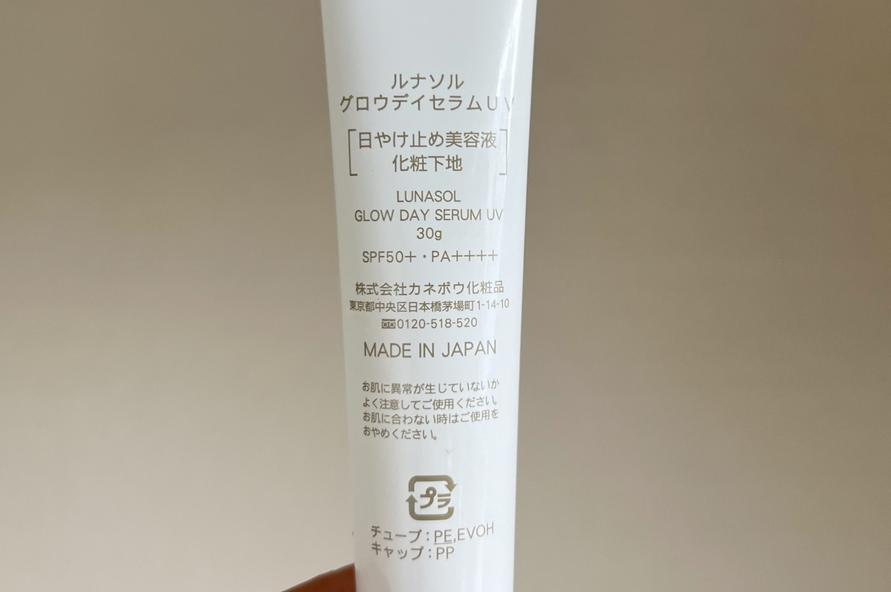 ルナソル
グロウデイセラムUV
日やけ止め美容液
化粧下地
LUNASOL
GLOW DAY SERUM UV
30g
SPF50+・PA++++
株式会社カネボウ化粧品
東京都中央区日本橋茅場町1-14-10
0120-518-520
MADE IN JAPAN
お肌に異常が生じていないか
よく注意してご使用ください。
お肌に合わない時はご使用を
おやめください。
プラ
チューブ:PE,EVOH
キャップ:PP